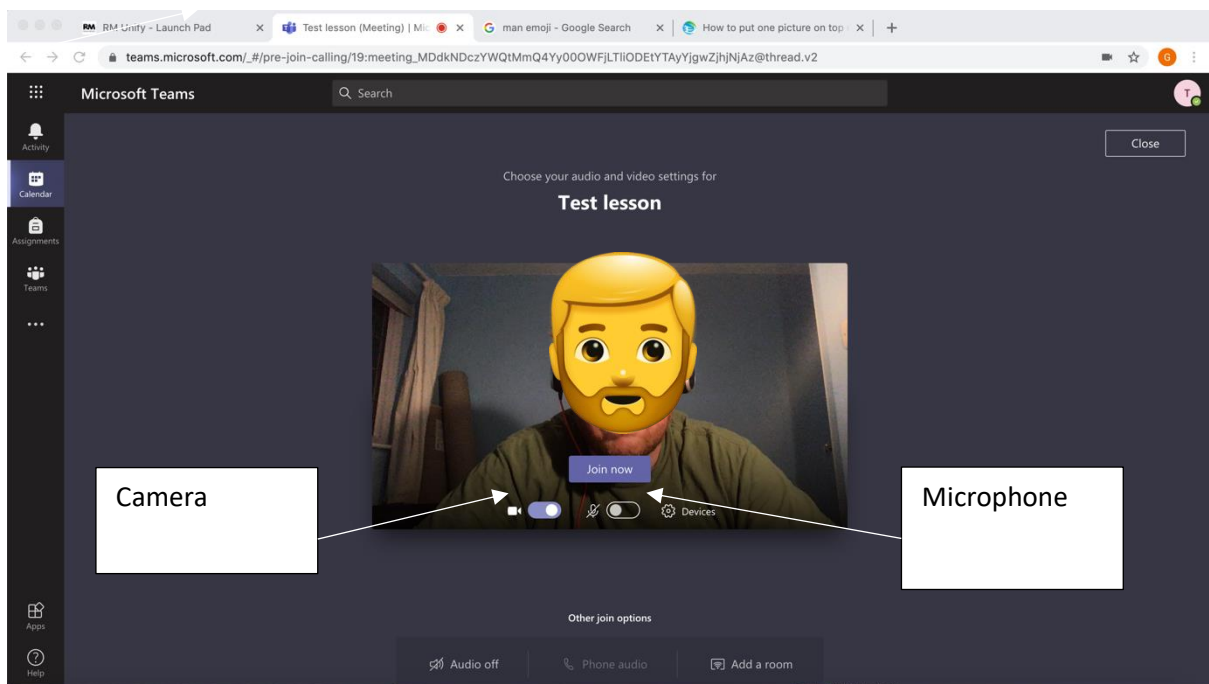 RM RM Unity - Launch Pad
Test lesson (Meeting) | Mic
man emoji - Google Search
How to put one picture on top
teams.microsoft.com/_#/pre-join-calling/19:meeting_MDdkNDczYWQtMmQ4Yy00OWFjLTliODEtYTAyYjgwZjhjNjAz@thread.v2
G
Microsoft Teams
Search
T
Activity
Close
Calendar
Choose your audio and video settings for
Test lesson
Assignments
Teams
Join now
Camera
Microphone
Devices
Other join options
Apps
Audio off
Phone audio
Add a room
Help